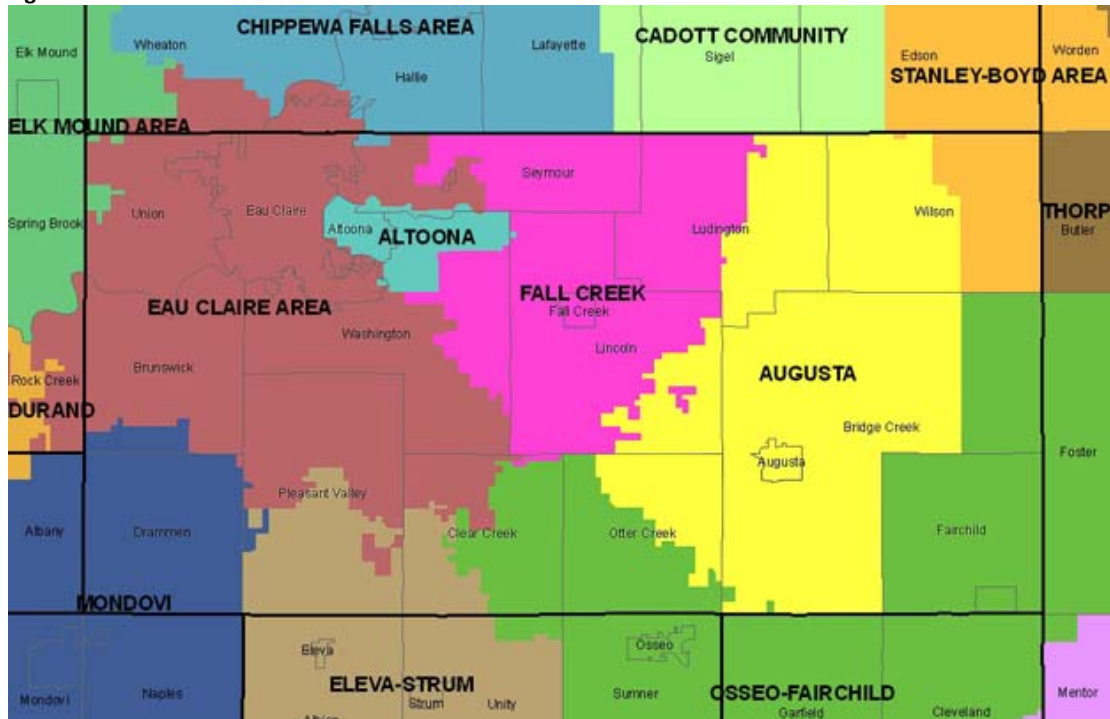 CHIPPEWA FALLS AREA
CADOTT COMMUNITY
Elk Mound
Wheaton
Lafayette
Sigel
Edson
Worden
Hallie
STANLEY-BOYD AREA
ELK MOUND AREA
Seymour
Spring Brook
Union
Eau Claire
Altoona
ALTOONA
Ludington
Wilson
THORP
Butler
EAU CLAIRE AREA
FALL CREEK
Fall Creek
Washington
Lincoln
Rock Creek
Brunswick
AUGUSTA
DURAND
Bridge Creek
Augusta
Foster
Pleasant Valley
Albany
Drammen
Clear Creek
Otter Creek
Fairchild
MONDOVI
Eleva
Osseo
ELEVA-STRUM
OSSEO-FAIRCHILD
Mondovi
Naples
Strum
Unity
Sumner
Garfield
Cleveland
Mentor